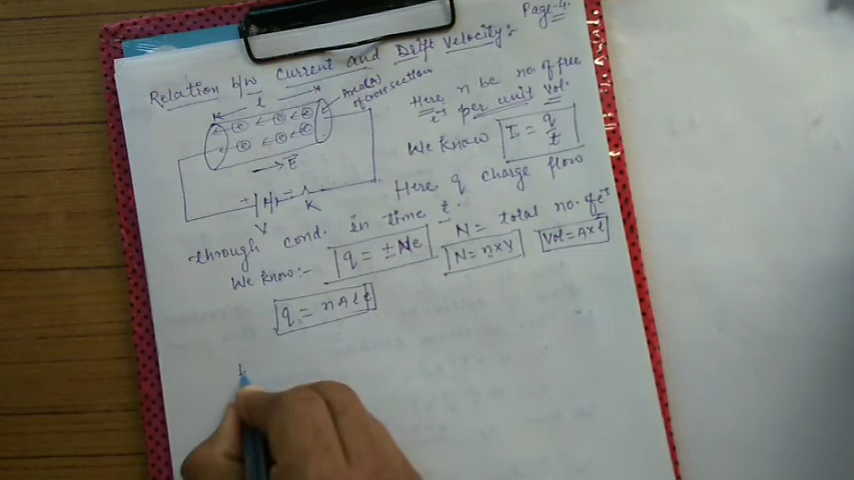 Page-4.
Relation b/w Current and Drift Velocity:-
l
Area(A)
of cross section
Here n be no. of free
e⁻s per unit Vol.
We know I = q/t
E
+ -
V
K
Here q charge flow
through cond. in time t.
N = total no. of e⁻s
We know:- q = ±Ne N = n×V Vol = A×l
q = nAle